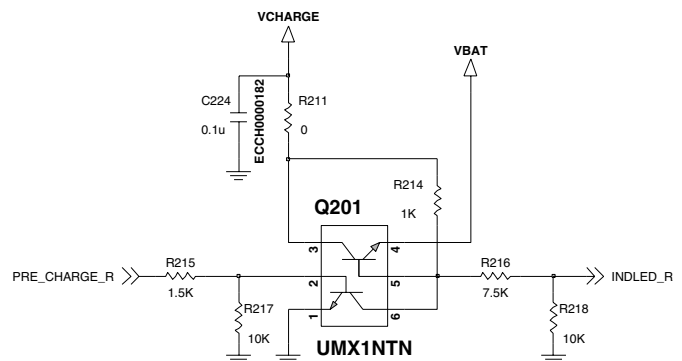 VCHARGE
VBAT
C224
0.1u
ECCH0000182
R211
0
R214
1K
Q201
3
4
PRE_CHARGE_R
R215
1.5K
2
5
R216
7.5K
INDLED_R
R217
10K
1
6
R218
10K
UMX1NTN